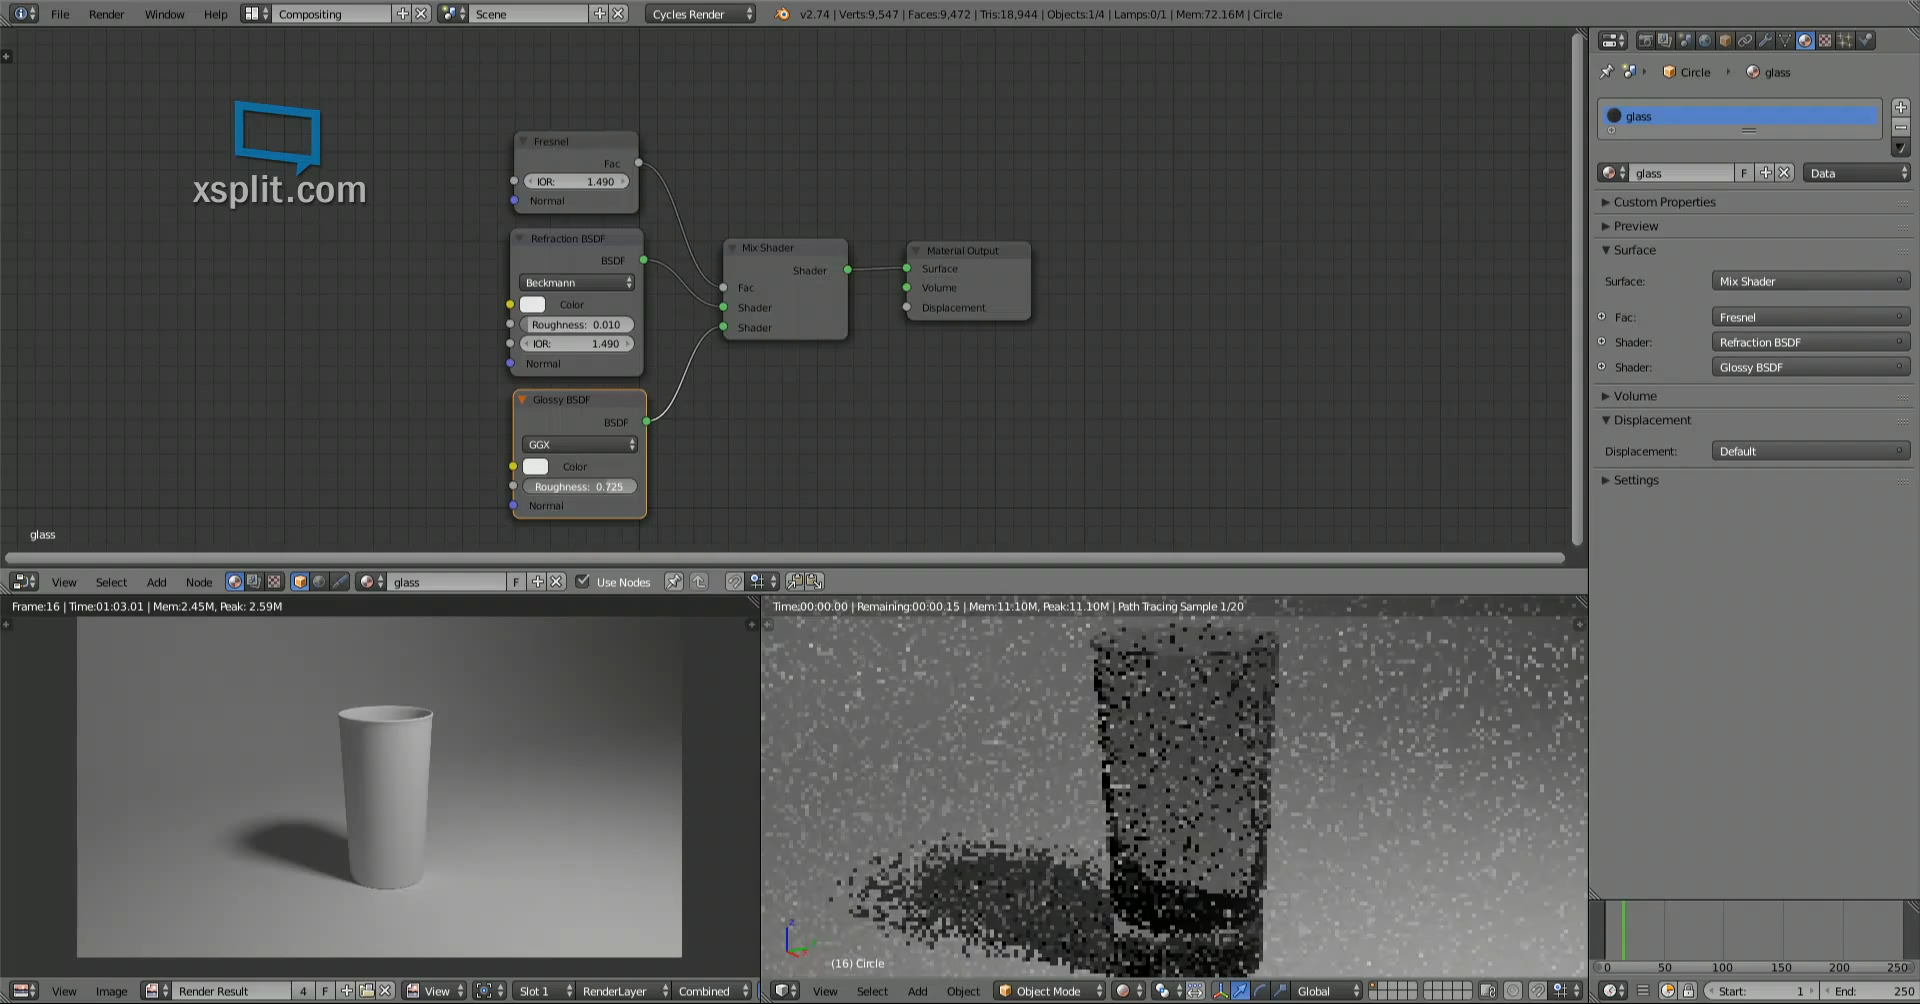 File Render Window Help Compositing Scene Cycles Render v2.74 | Verts:9,547 | Faces:9,472 | Tris:18,944 | Objects:1/4 | Lamps:0/1 | Mem:72.16M | Circle
Circle glass
xsplit.com
Fresnel
Fac
IOR: 1.490
Normal
Refraction BSDF
BSDF
Beckmann
Color
Roughness: 0.010
IOR: 1.490
Normal
Glossy BSDF
BSDF
GGX
Color
Roughness: 0.725
Normal
Mix Shader
Shader
Fac
Shader
Shader
Material Output
Surface
Volume
Displacement
glass
glass
glass F Data
Custom Properties
Preview
Surface
Surface: Mix Shader
Fac: Fresnel
Shader: Refraction BSDF
Shader: Glossy BSDF
Volume
Displacement
Displacement: Default
Settings
View Select Add Node glass F Use Nodes
Frame:16 | Time:01:03.01 | Mem:2.45M, Peak: 2.59M
Time:00:00.00 | Remaining:00:00.15 | Mem:11.10M, Peak:11.10M | Path Tracing Sample 1/20
z
(16) Circle
0 50 100 150 200 250
View Image Render Result 4 F View Slot 1 RenderLayer Combined
View Select Add Object Object Mode Global
Start: 1 End: 250